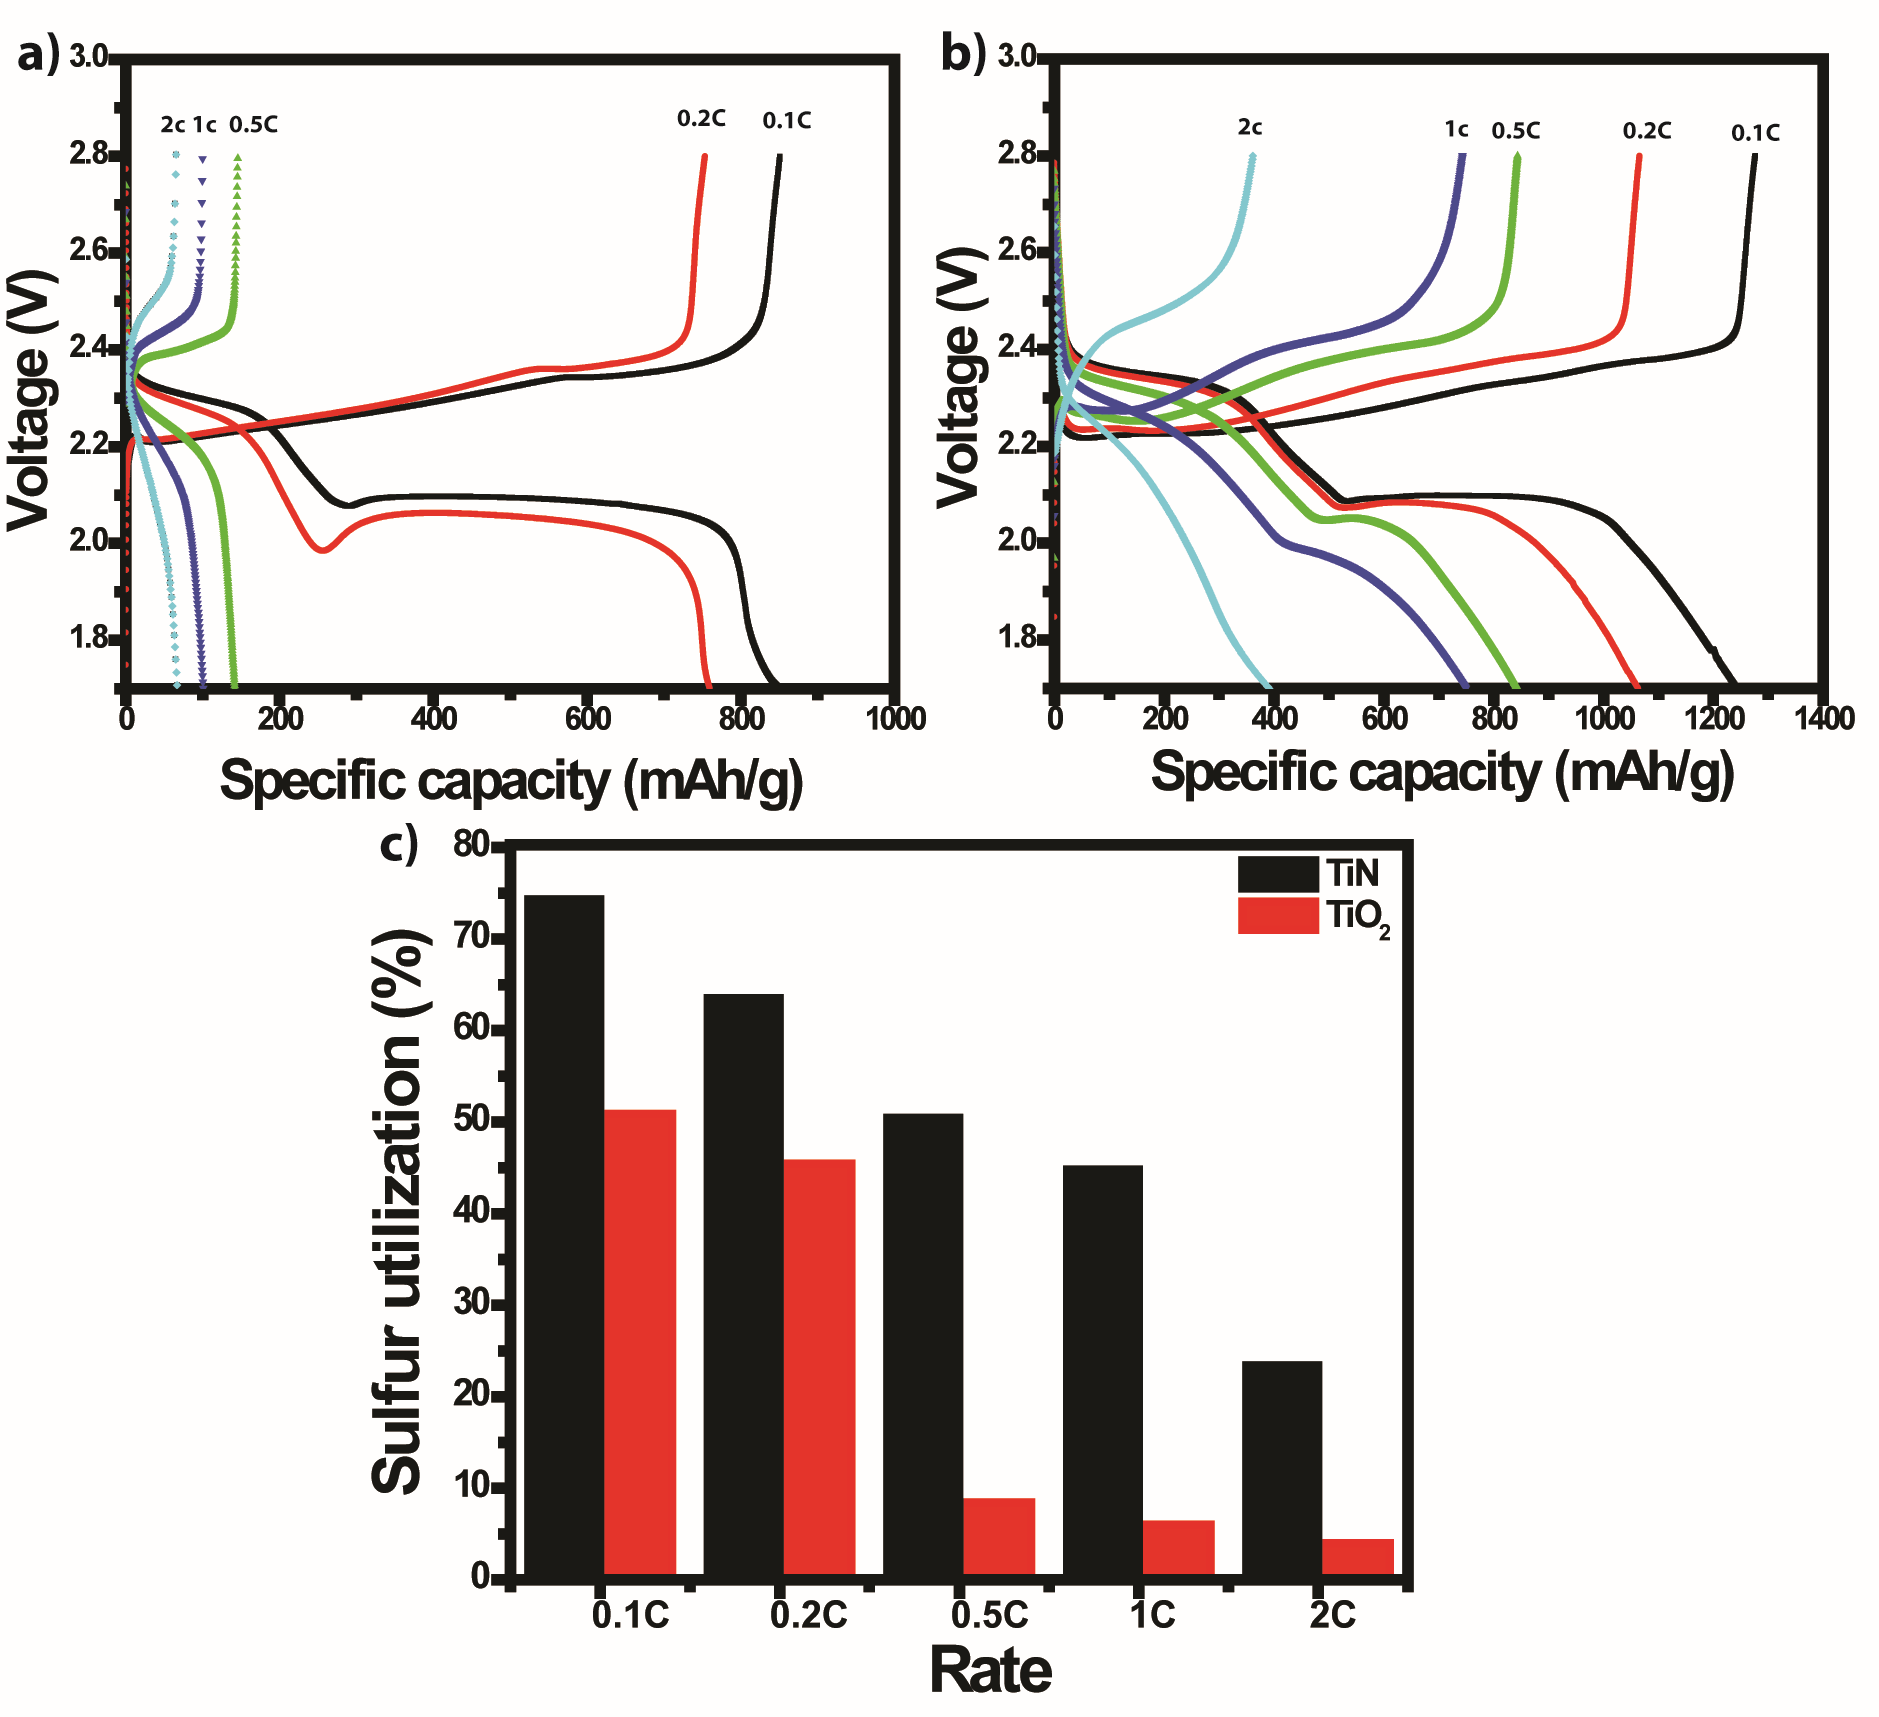 a)
3.0
2.8
2.6
2.4
2.2
2.0
1.8
Voltage (V)
2c 1c 0.5C 0.2C 0.1C
0 200 400 600 800 1000
Specific capacity (mAh/g)
b)
3.0
2.8
2.6
2.4
2.2
2.0
1.8
Voltage (V)
2c 1c 0.5C 0.2C 0.1C
0 200 400 600 800 1000 1200 1400
Specific capacity (mAh/g)
c)
80
70
60
50
40
30
20
10
0
Sulfur utilization (%)
TiN
TiO2
0.1C 0.2C 0.5C 1C 2C
Rate